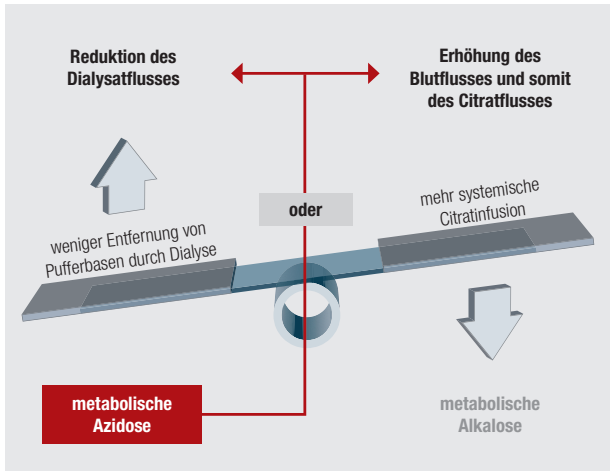 Reduktion des
Dialysatflusses
Erhöhung des
Blutflusses und somit
des Citratflusses
oder
weniger Entfernung von
Pufferbasen durch Dialyse
mehr systemische
Citratinfusion
metabolische
Azidose
metabolische
Alkalose